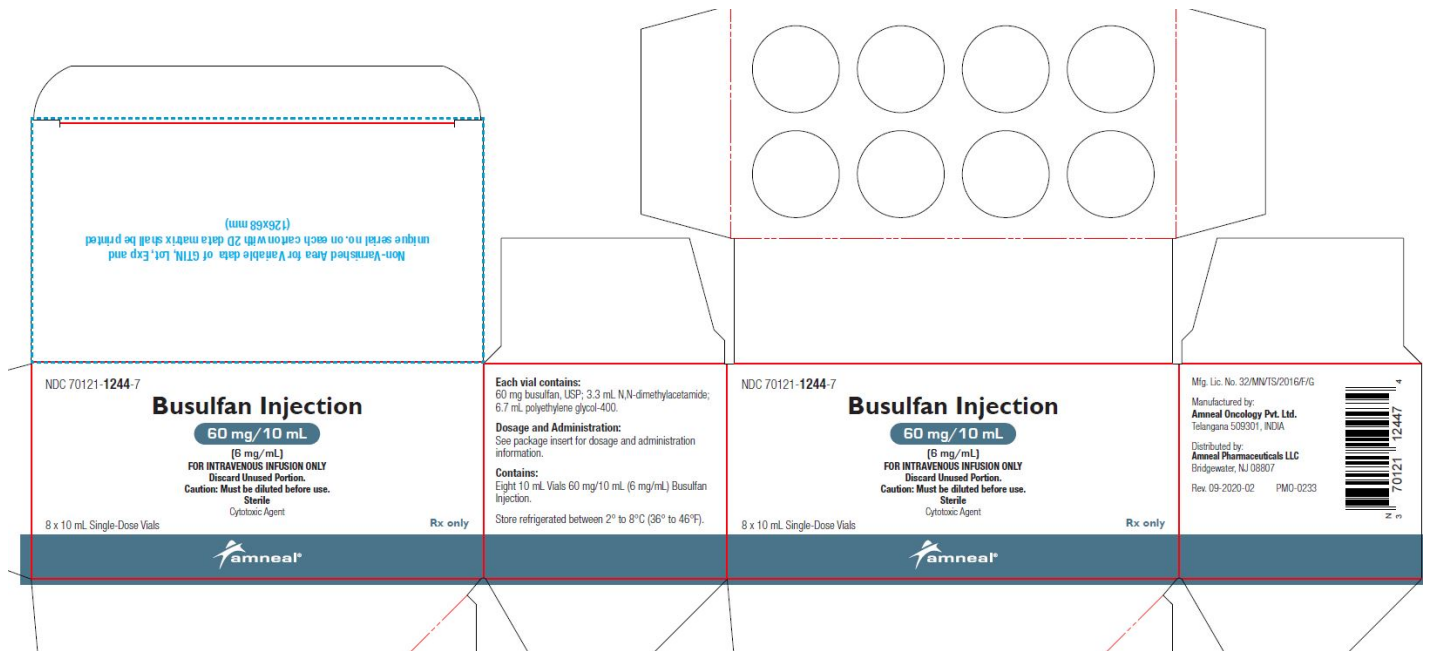 Non-Varnished Area for Variable data of GTIN, Lot, Exp and
unique serial no. on each carton with 2D data matrix shall be printed
(126x68 mm)
NDC 70121-1244-7
Busulfan Injection
60 mg/10 mL
(6 mg/mL)
FOR INTRAVENOUS INFUSION ONLY
Discard Unused Portion.
Caution: Must be diluted before use.
Sterile
Cytotoxic Agent
8 x 10 mL Single-Dose Vials
Rx only
amneal®
Each vial contains:
60 mg busulfan, USP; 3.3 mL N,N-dimethylacetamide;
6.7 mL polyethylene glycol-400.
Dosage and Administration:
See package insert for dosage and administration
information.
Contains:
Eight 10 mL Vials 60 mg/10 mL (6 mg/mL) Busulfan
Injection.
Store refrigerated between 2° to 8°C (36° to 46°F).
NDC 70121-1244-7
Busulfan Injection
60 mg/10 mL
(6 mg/mL)
FOR INTRAVENOUS INFUSION ONLY
Discard Unused Portion.
Caution: Must be diluted before use.
Sterile
Cytotoxic Agent
8 x 10 mL Single-Dose Vials
Rx only
amneal®
Mfg. Lic. No. 32/MN/TS/2016/F/G
Manufactured by:
Amneal Oncology Pvt. Ltd.
Telangana 509301, INDIA
Distributed by:
Amneal Pharmaceuticals LLC
Bridgewater, NJ 08807
Rev. 09-2020-02 PMO-0233
N 3 70121 12447 4